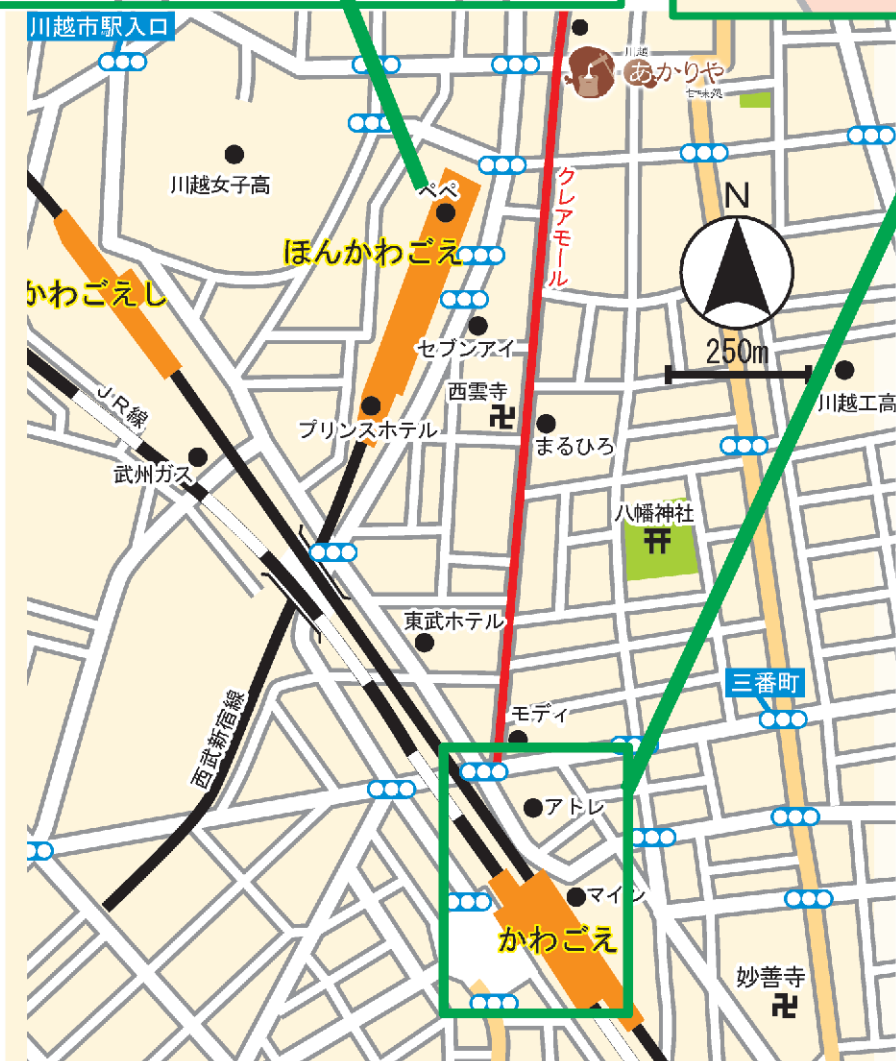 川越市駅入口
川越
あかりや
甘味処
川越女子高
ペペ
クレアモール
N
ほんかわごえ
かわごえし
セブンアイ
250m
JR線
西雲寺
川越工高
プリンスホテル
まるひろ
武州ガス
八幡神社
東武ホテル
三番町
西武新宿線
モディ
アトレ
マイン
かわごえ
妙善寺